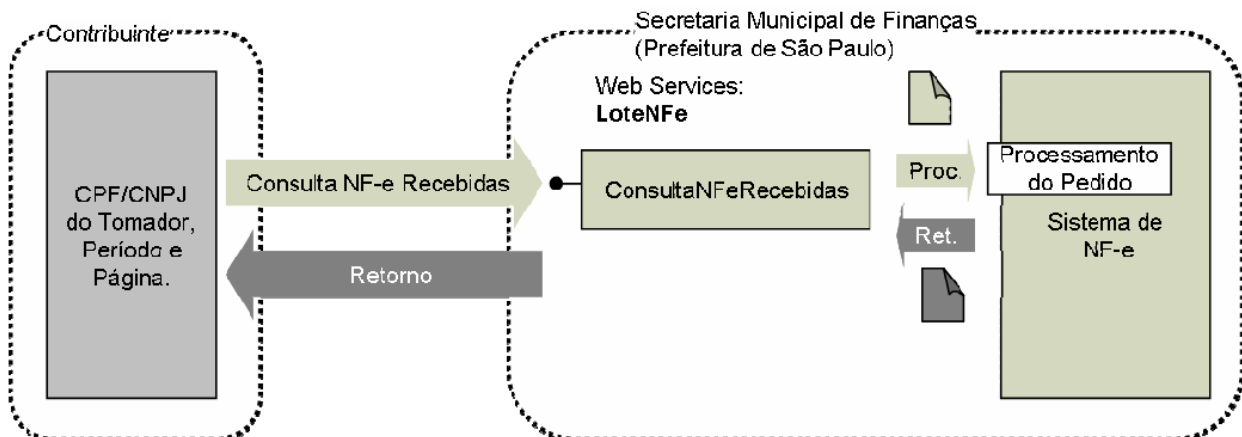 Contribuinte
Secretaria Municipal de Finanças
(Prefeitura de São Paulo)
Web Services:
LoteNFe
CPF/CNPJ
do Tomador,
Período e
Página.
Consulta NF-e Recebidas
Retorno
ConsultaNFeRecebidas
Proc.
Ret.
Processamento
do Pedido
Sistema de
NF-e